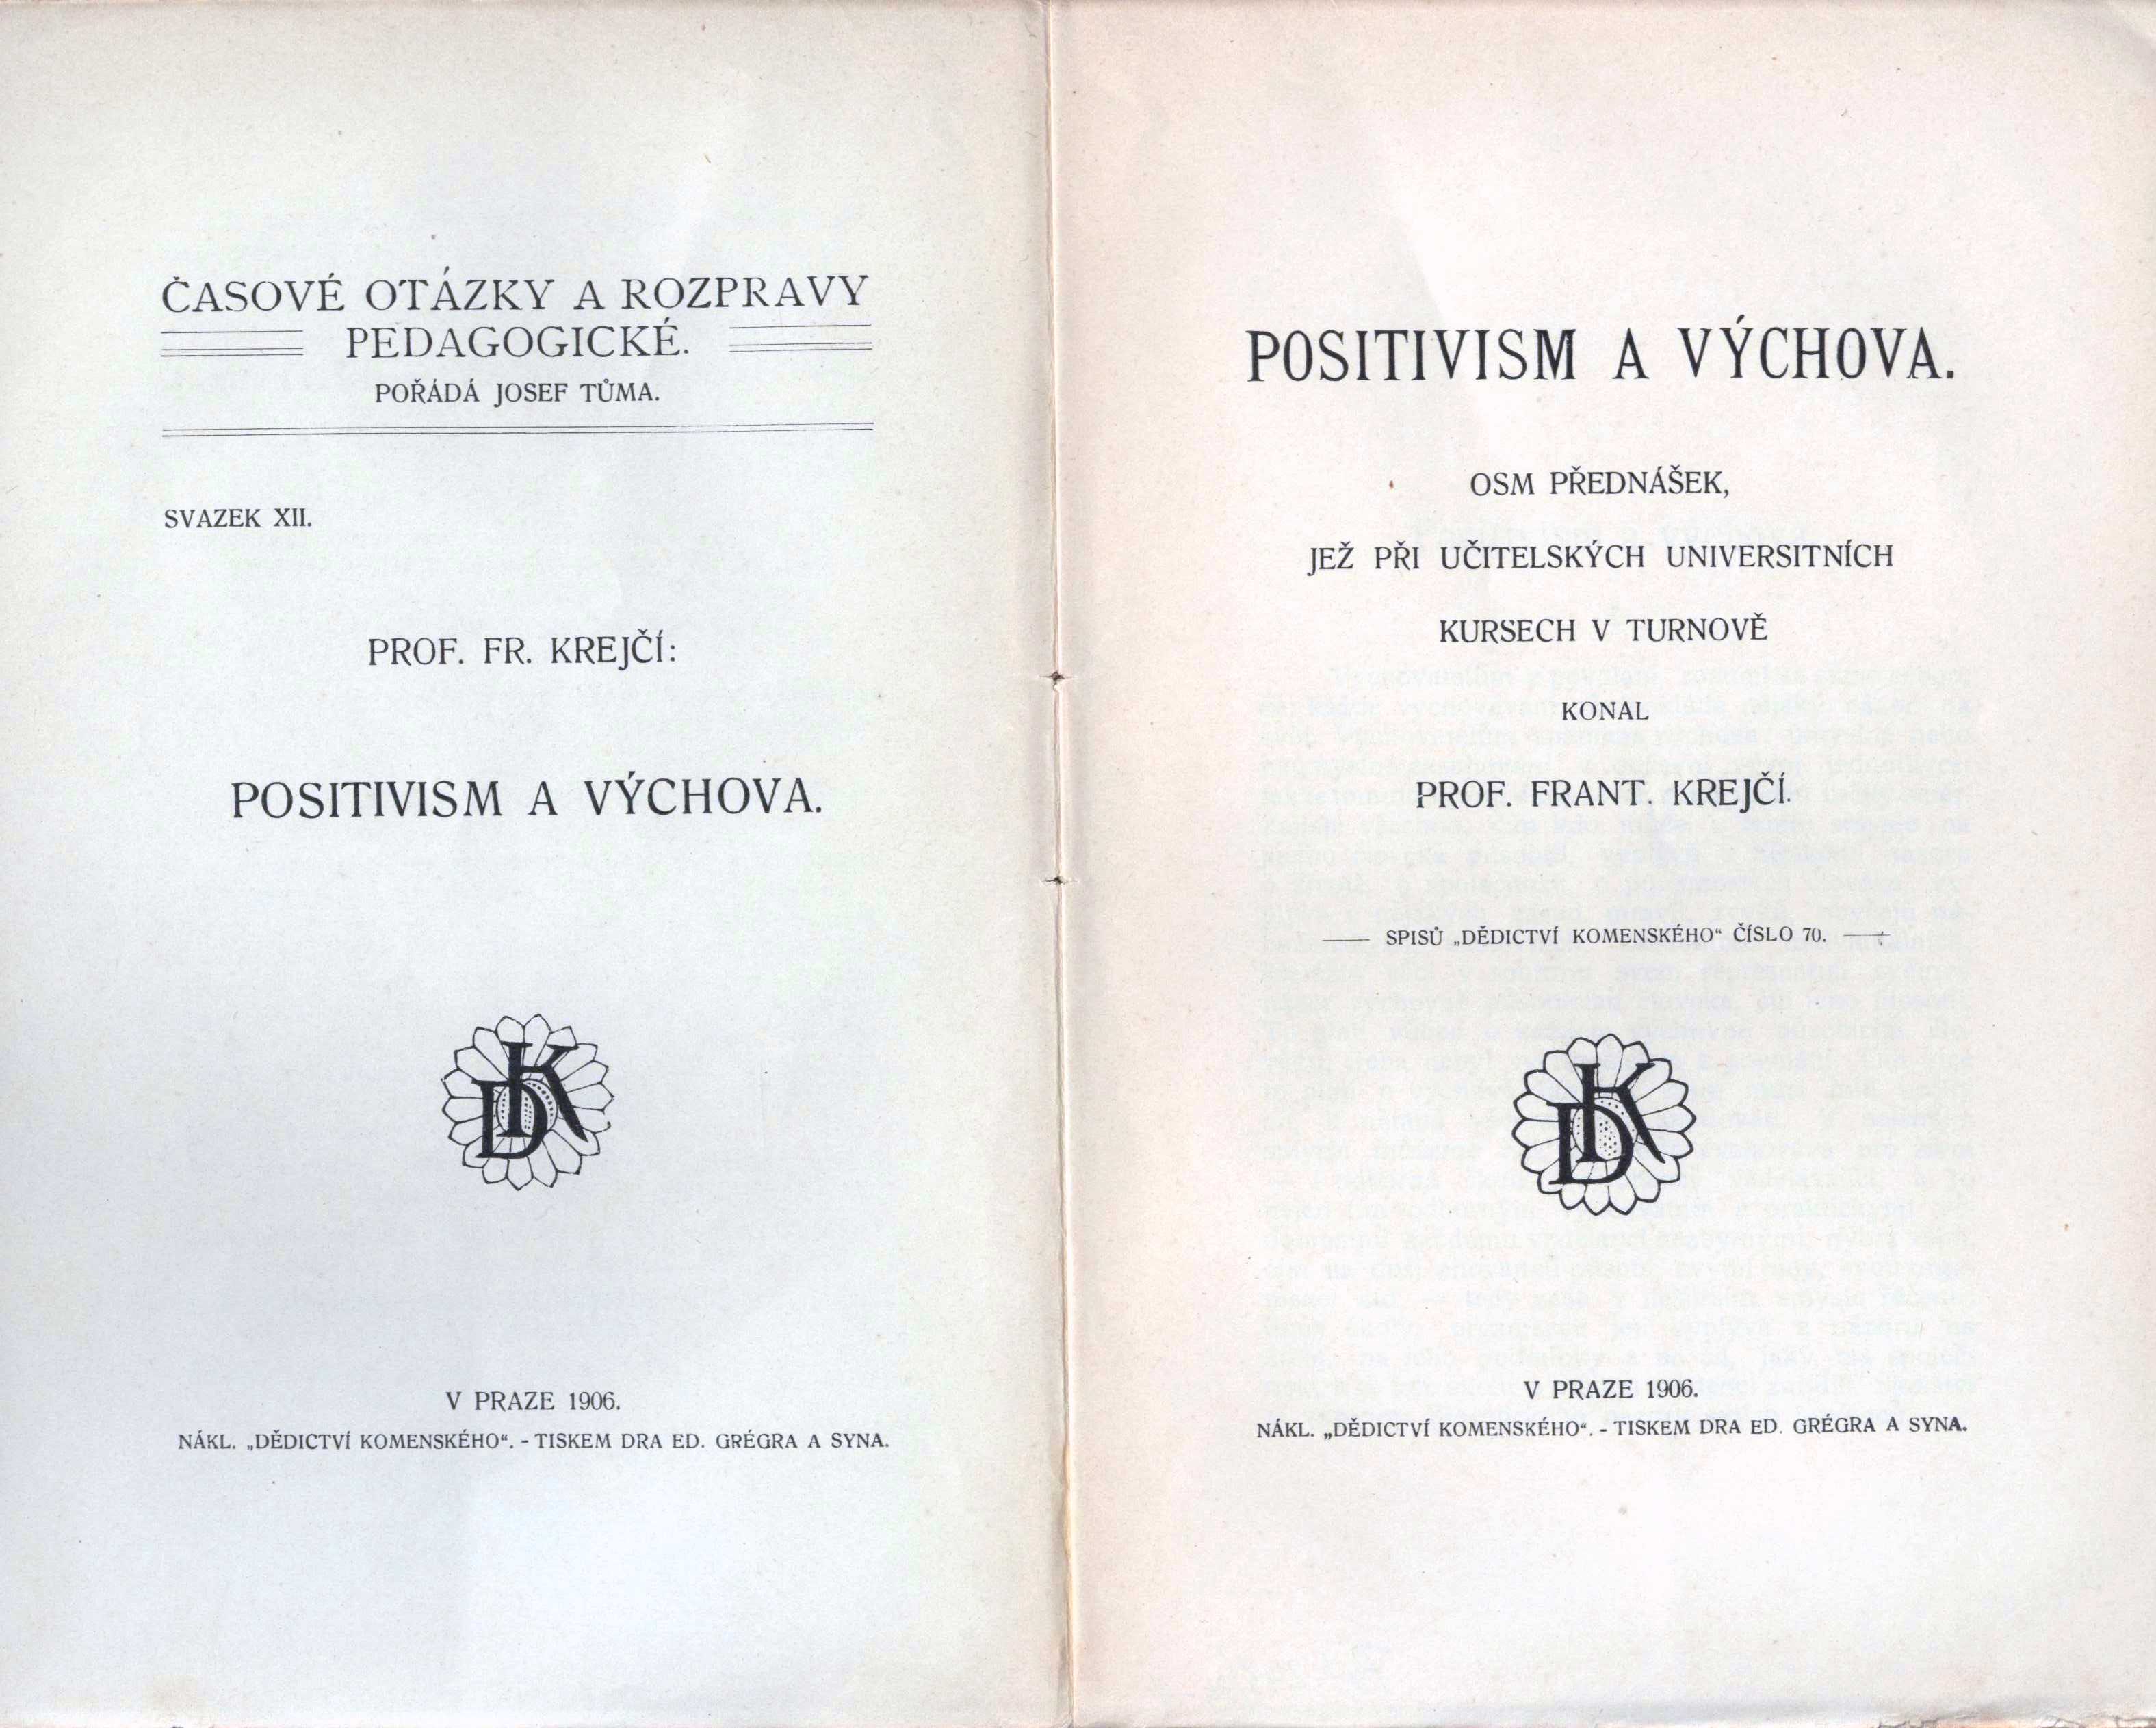 ČASOVÉ OTÁZKY A ROZPRAVY
PEDAGOGICKÉ.
POŘÁDÁ JOSEF TŮMA.
SVAZEK XII.
PROF. FR. KREJČÍ:
POSITIVISM A VÝCHOVA.
DK
V PRAZE 1906.
NÁKL. „DĚDICTVÍ KOMENSKÉHO“. - TISKEM DRA ED. GRÉGRA A SYNA.
POSITIVISM A VÝCHOVA.
OSM PŘEDNÁŠEK,
JEŽ PŘI UČITELSKÝCH UNIVERSITNÍCH
KURSECH V TURNOVĚ
KONAL
PROF. FRANT. KREJČÍ.
SPISŮ „DĚDICTVÍ KOMENSKÉHO“ ČÍSLO 70.
DK
V PRAZE 1906.
NÁKL. „DĚDICTVÍ KOMENSKÉHO“. - TISKEM DRA ED. GRÉGRA A SYNA.